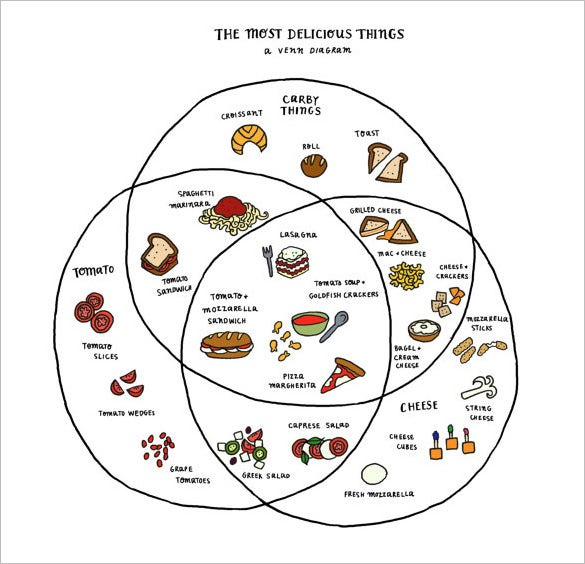 THE MOST DELICIOUS THINGS
a VENN DIAGRAM
CARBY
THINGS
CROISSANT
ROLL
TOAST
SPAGHETTI
MARINARA
TOMATO
SANDWICH
GRILLED CHEESE
MAC + CHEESE
CHEESE +
CRACKERS
BAGEL +
CREAM
CHEESE
LASAGNA
TOMATO SOUP +
GOLDFISH CRACKERS
TOMATO +
MOZZARELLA
SANDWICH
PIZZA
MARGHERITA
TOMATO
TOMATO
SLICES
TOMATO WEDGES
GRAPE
TOMATOES
CAPRESE SALAD
GREEK SALAD
CHEESE
MOZZARELLA
STICKS
STRING
CHEESE
CHEESE
CUBES
FRESH MOZZARELLA